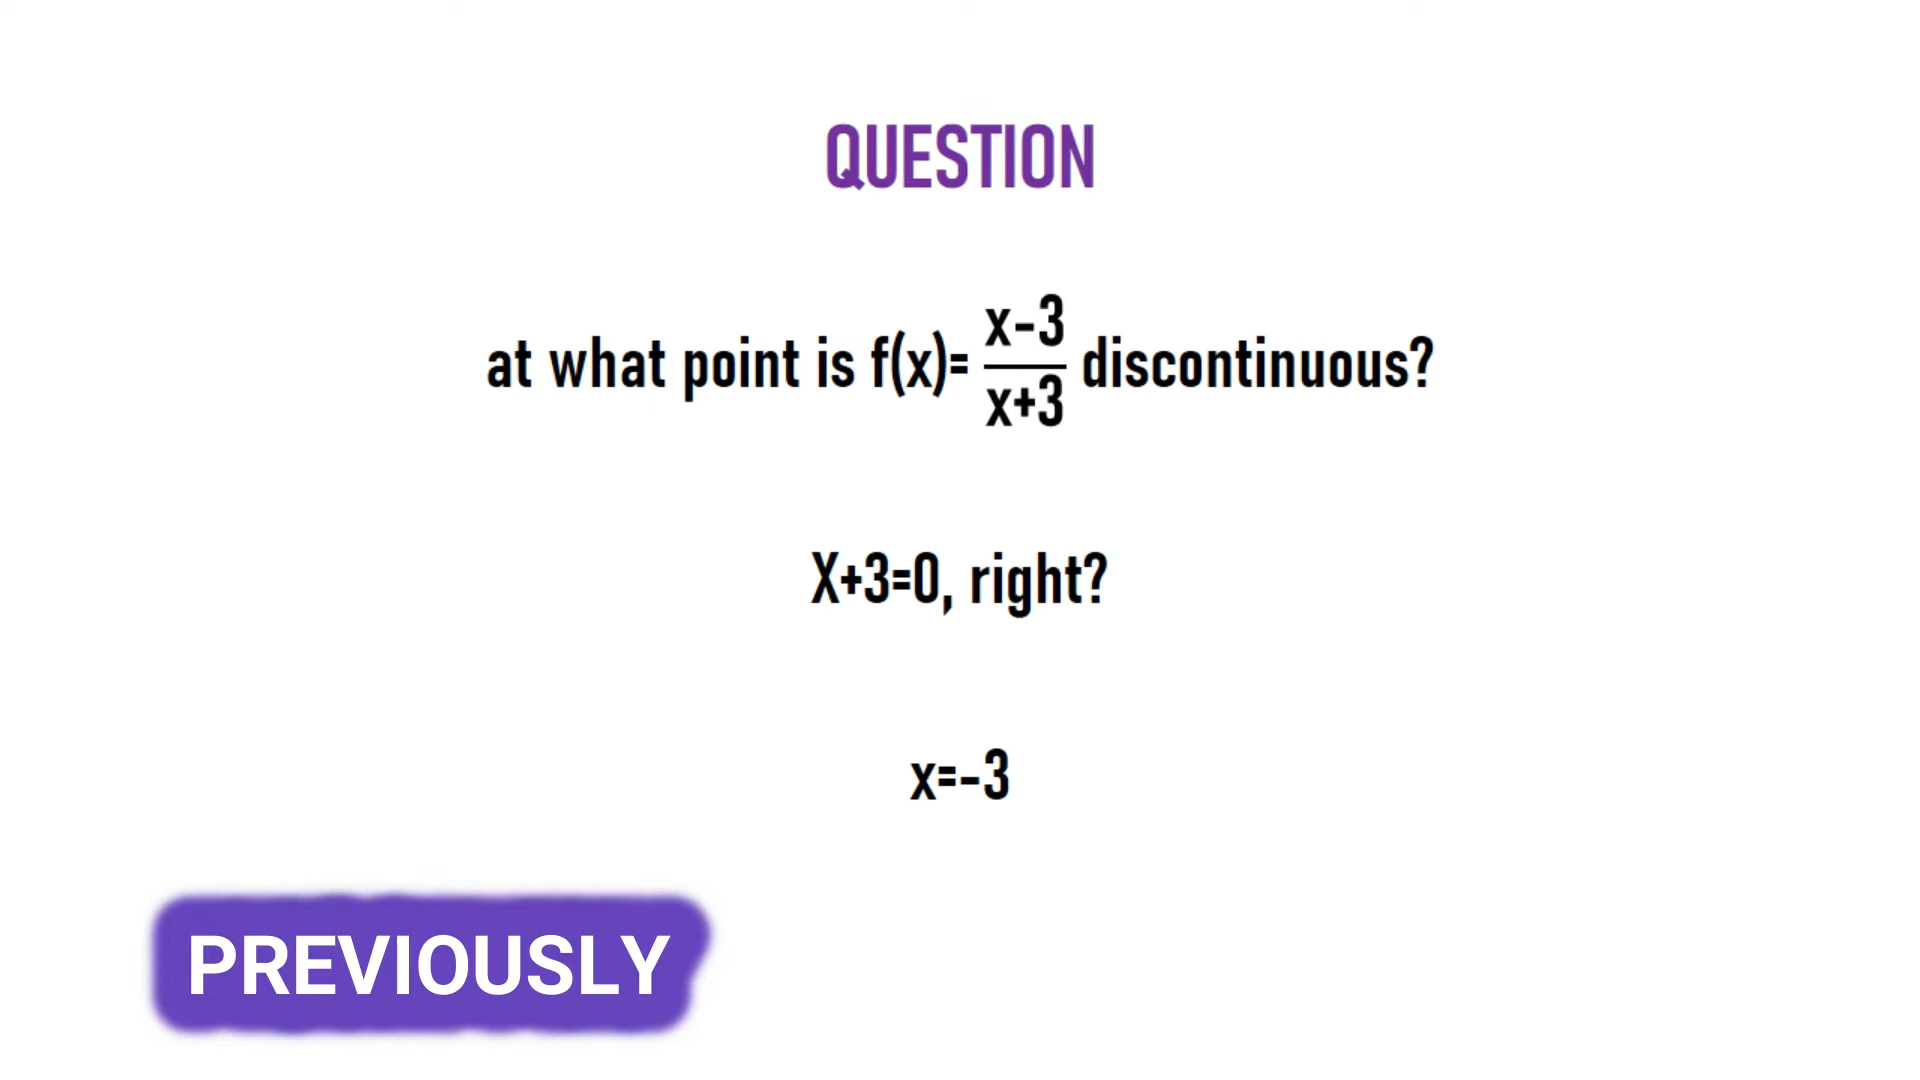 QUESTION
at what point is f(x)= x-3/x+3 discontinuous?
X+3=0, right?
x=-3
PREVIOUSLY